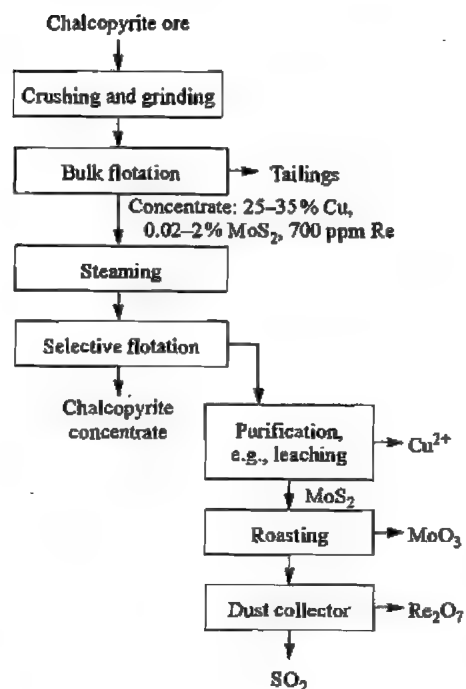 Chalcopyrite ore
Crushing and grinding
Bulk flotation
Tailings
Concentrate: 25–35% Cu,
0.02–2% MoS₂, 700 ppm Re
Steaming
Selective flotation
Chalcopyrite
concentrate
Purification,
e.g., leaching
Cu²⁺
MoS₂
Roasting
MoO₃
Dust collector
Re₂O₇
SO₂